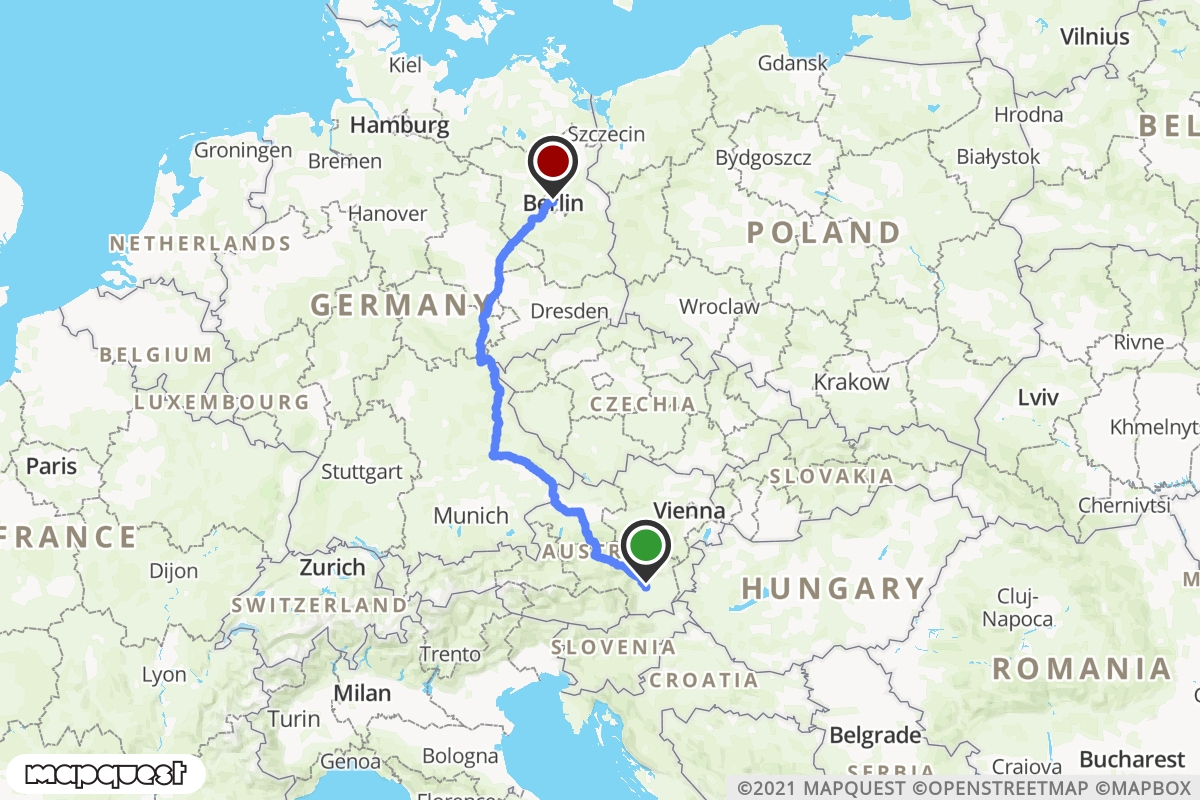 Vilnius
Kiel
Gdansk
Hrodna
Hamburg
Szczecin
BEL
Groningen
Bremen
Bydgoszcz
Białystok
Berlin
Hanover
POLAND
NETHERLANDS
GERMANY
Dresden
Wroclaw
Rivne
BELGIUM
Krakow
Lviv
LUXEMBOURG
CZECHIA
Khmelnyts
Paris
Stuttgart
SLOVAKIA
Chernivtsi
Munich
Vienna
FRANCE
AUSTR
Dijon
Zurich
HUNGARY
M
SWITZERLAND
Cluj-
Napoca
SLOVENIA
Trento
Lyon
CROATIA
ROMANIA
Milan
Turin
Belgrade
Bologna
Genoa
Bucharest
SERBIA
Craiova
mapquest
Florence
©2021 MAPQUEST ©OPENSTREETMAP ©MAPBOX